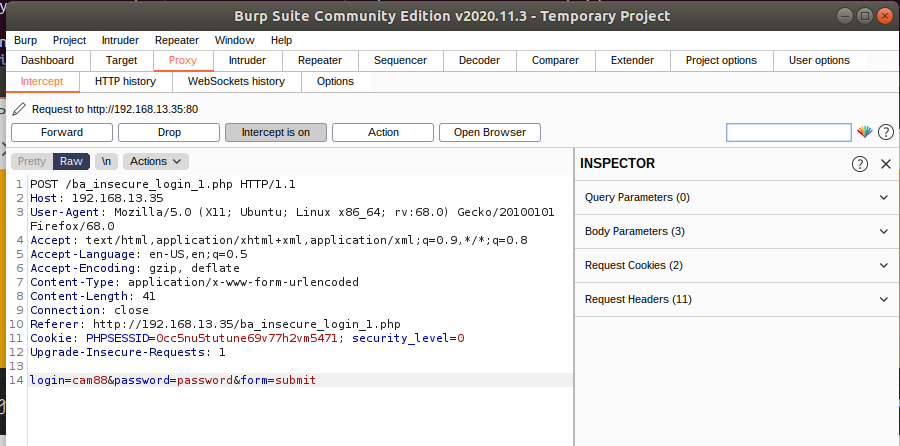 Burp Suite Community Edition v2020.11.3 - Temporary Project
Burp Project Intruder Repeater Window Help
Dashboard Target Proxy Intruder Repeater Sequencer Decoder Comparer Extender Project options User options
Intercept HTTP history WebSockets history Options
Request to http://192.168.13.35:80
Forward Drop Intercept is on Action Open Browser ?
Pretty Raw \n Actions
INSPECTOR ?
1 POST /ba_insecure_login_1.php HTTP/1.1
2 Host: 192.168.13.35
3 User-Agent: Mozilla/5.0 (X11; Ubuntu; Linux x86_64; rv:68.0) Gecko/20100101
Firefox/68.0
4 Accept: text/html,application/xhtml+xml,application/xml;q=0.9,*/*;q=0.8
5 Accept-Language: en-US,en;q=0.5
6 Accept-Encoding: gzip, deflate
7 Content-Type: application/x-www-form-urlencoded
8 Content-Length: 41
9 Connection: close
10 Referer: http://192.168.13.35/ba_insecure_login_1.php
11 Cookie: PHPSESSID=0cc5nu5tutune69v77h2vm5471; security_level=0
12 Upgrade-Insecure-Requests: 1
13
14 login=cam88&password=password&form=submit
Query Parameters (0)
Body Parameters (3)
Request Cookies (2)
Request Headers (11)